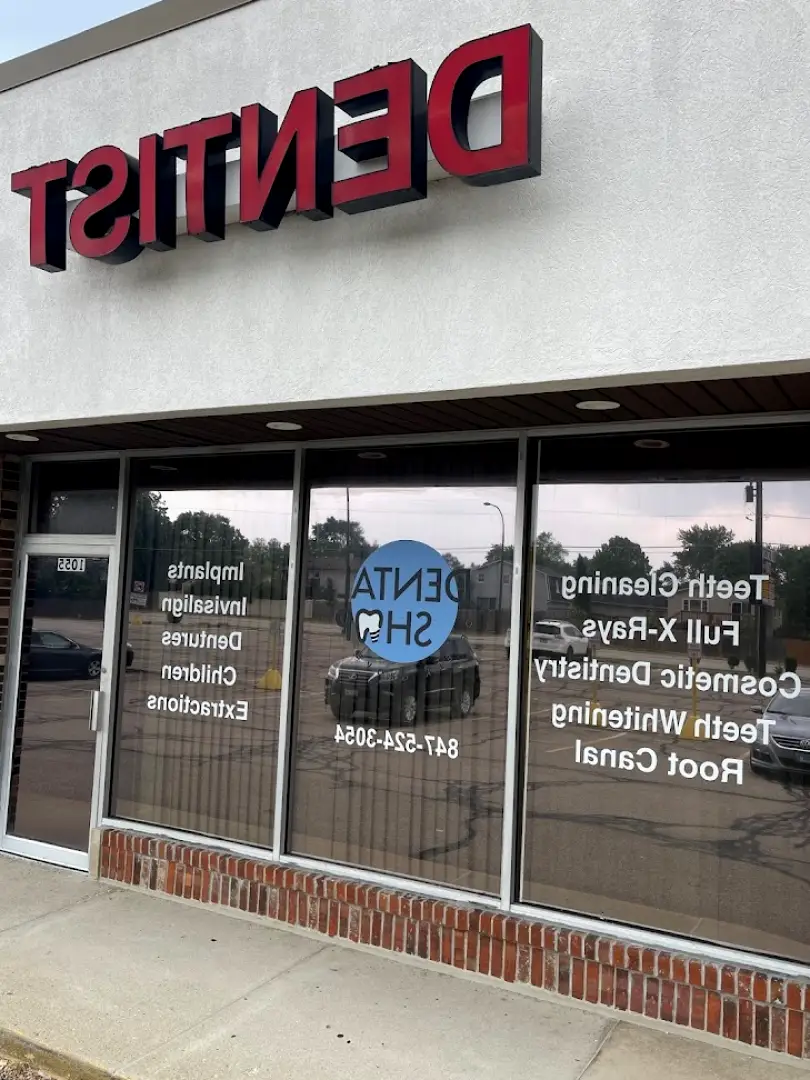 DENTIST
Teeth Cleaning
Full X-Rays
Cosmetic Dentistry
Teeth Whitening
Root Canal
DENTA
SH
847-524-3054
Implants
Invisalign
Dentures
Children
Extractions